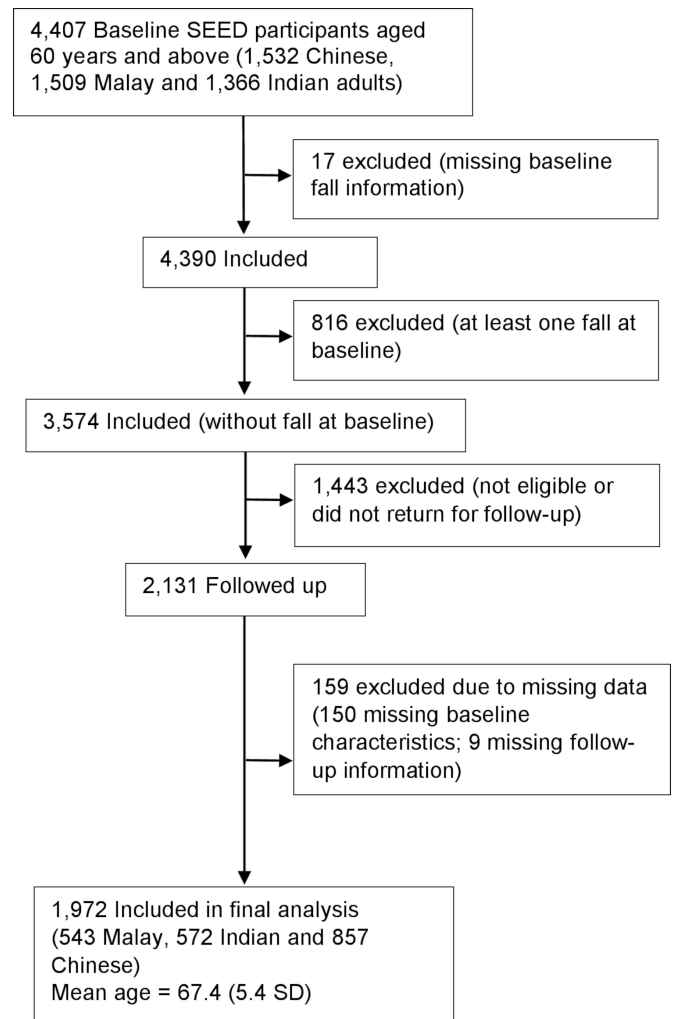 4,407 Baseline SEED participants aged
60 years and above (1,532 Chinese,
1,509 Malay and 1,366 Indian adults)
17 excluded (missing baseline
fall information)
4,390 Included
816 excluded (at least one fall at
baseline)
3,574 Included (without fall at baseline)
1,443 excluded (not eligible or
did not return for follow-up)
2,131 Followed up
159 excluded due to missing data
(150 missing baseline
characteristics; 9 missing follow-
up information)
1,972 Included in final analysis
(543 Malay, 572 Indian and 857
Chinese)
Mean age = 67.4 (5.4 SD)